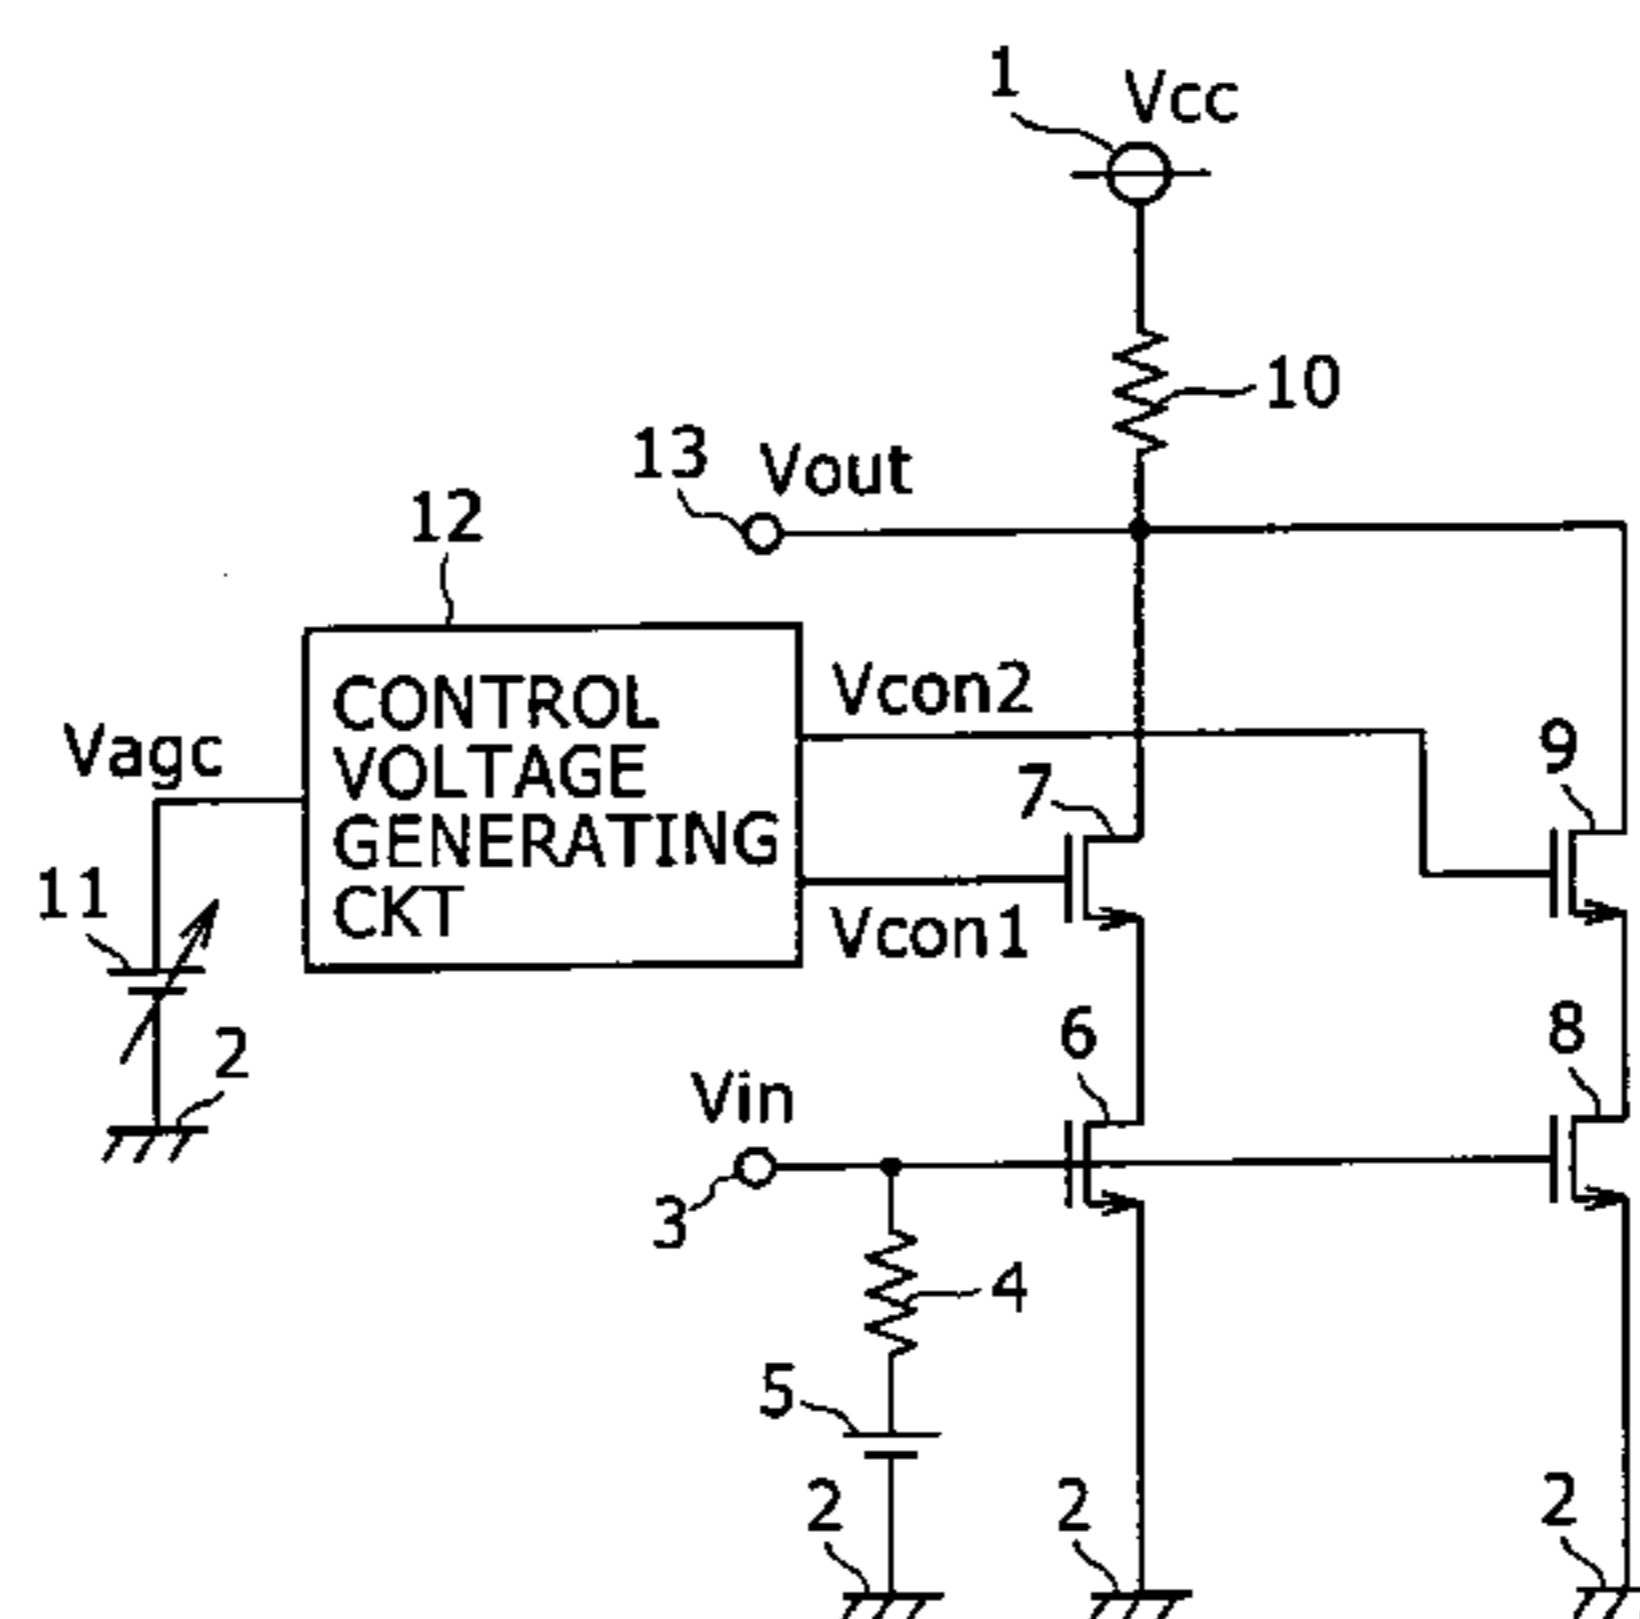 1
Vcc
10
13
Vout
12
CONTROL
VOLTAGE
GENERATING
CKT
Vcon2
Vagc
7
9
11
Vcon1
2
6
8
Vin
3
4
5
2
2
2